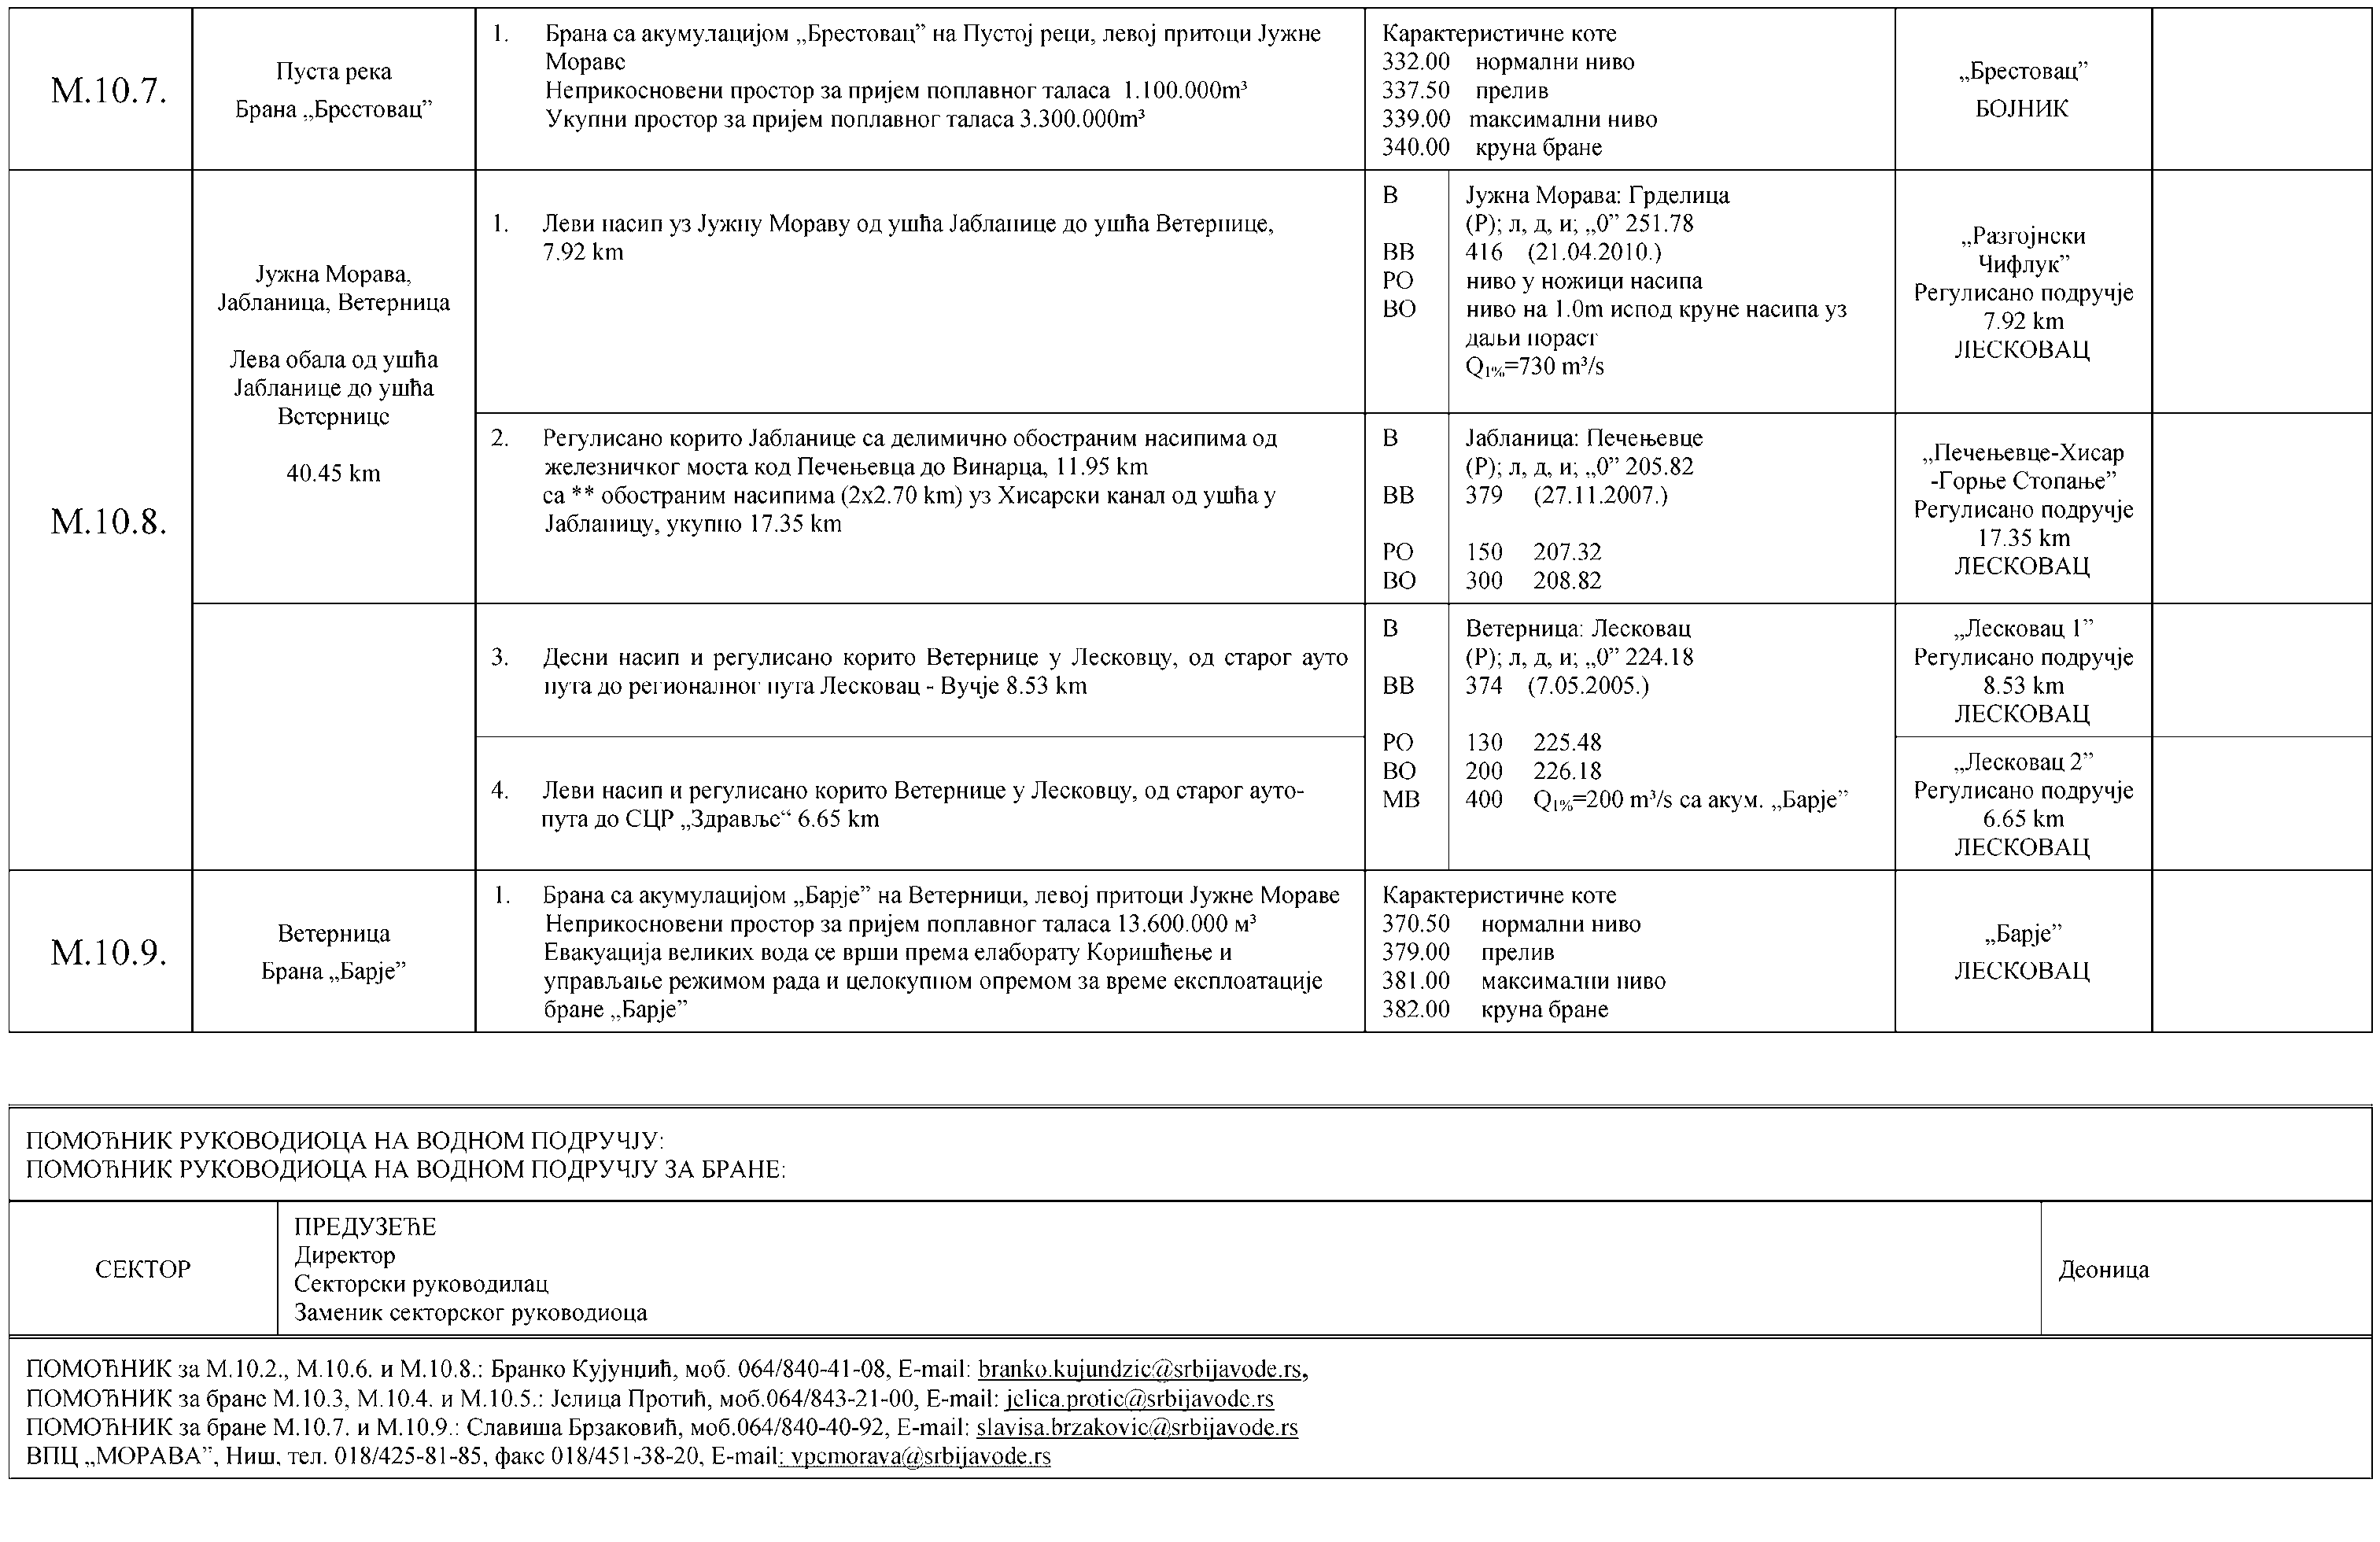 М.10.7.
Пуста река
Брана „Брестовац”
1. Брана са акумулацијом „Брестовац” на Пустој реци, левој притоци Јужне
Мораве
Неприкосновени простор за пријем поплавног таласа 1.100.000m³
Укупни простор за пријем поплавног таласа 3.300.000m³
Карактеристичне коте
332.00 нормални ниво
337.50 прелив
339.00 mаксимални ниво
340.00 круна бране
„Брестовац”
БОЈНИК
М.10.8.
Јужна Морава,
Јабланица, Ветерница
Лева обала од ушћа
Јабланице до ушћа
Ветернице
40.45 km
1. Леви насип уз Јужну Мораву од ушћа Јабланице до ушћа Ветернице,
7.92 km
В Јужна Морава: Грделица
(Р); л, д, и; „0” 251.78
ВВ 416 (21.04.2010.)
РО ниво у ножици насипа
ВО ниво на 1.0m испод круне насипа уз
даљи пораст
Q1%=730 m³/s
„Разгојнски
Чифлук”
Регулисано подручје
7.92 km
ЛЕСКОВАЦ
2. Регулисано корито Јабланице са делимично обостраним насипима од
железничког моста код Печењевца до Винарца, 11.95 km
са ** обостраним насипима (2x2.70 km) уз Хисарски канал од ушћа у
Јабланицу, укупно 17.35 km
В Јабланица: Печењевце
(Р); л, д, и; „0” 205.82
ВВ 379 (27.11.2007.)
РО 150 207.32
ВО 300 208.82
„Печењевце-Хисар
-Горње Стопање”
Регулисано подручје
17.35 km
ЛЕСКОВАЦ
3. Десни насип и регулисано корито Ветернице у Лесковцу, од старог ауто
пута до регионалног пута Лесковац - Вучје 8.53 km
В Ветерница: Лесковац
(Р); л, д, и; „0” 224.18
ВВ 374 (7.05.2005.)
РО 130 225.48
ВО 200 226.18
МВ 400 Q1%=200 m³/s са акум. „Барје”
„Лесковац 1”
Регулисано подручје
8.53 km
ЛЕСКОВАЦ
4. Леви насип и регулисано корито Ветернице у Лесковцу, од старог ауто-
пута до СЦР „Здравље“ 6.65 km
„Лесковац 2”
Регулисано подручје
6.65 km
ЛЕСКОВАЦ
М.10.9.
Ветерница
Брана „Барје”
1. Брана са акумулацијом „Барје” на Ветерници, левој притоци Јужне Мораве
Неприкосновени простор за пријем поплавног таласа 13.600.000 м³
Евакуација великих вода се врши према елаборату Коришћење и
управљање режимом рада и целокупном опремом за време експлоатације
бране „Барје”
Карактеристичне коте
370.50 нормални ниво
379.00 прелив
381.00 максимални ниво
382.00 круна бране
„Барје”
ЛЕСКОВАЦ
ПОМОЋНИК РУКОВОДИОЦА НА ВОДНОМ ПОДРУЧЈУ:
ПОМОЋНИК РУКОВОДИОЦА НА ВОДНОМ ПОДРУЧЈУ ЗА БРАНЕ:
СЕКТОР
ПРЕДУЗЕЋЕ
Директор
Секторски руководилац
Заменик секторског руководиоца
Деоница
ПОМОЋНИК за М.10.2., М.10.6. и М.10.8.: Бранко Кујунџић, моб. 064/840-41-08, E-mail: branko.kujundzic@srbijavode.rs,
ПОМОЋНИК за бране М.10.3, М.10.4. и М.10.5.: Јелица Протић, моб.064/843-21-00, E-mail: jelica.protic@srbijavode.rs
ПОМОЋНИК за бране М.10.7. и М.10.9.: Славиша Брзаковић, моб.064/840-40-92, E-mail: slavisa.brzakovic@srbijavode.rs
ВПЦ „МОРАВА”, Ниш, тел. 018/425-81-85, факс 018/451-38-20, E-mail: vpcmorava@srbijavode.rs